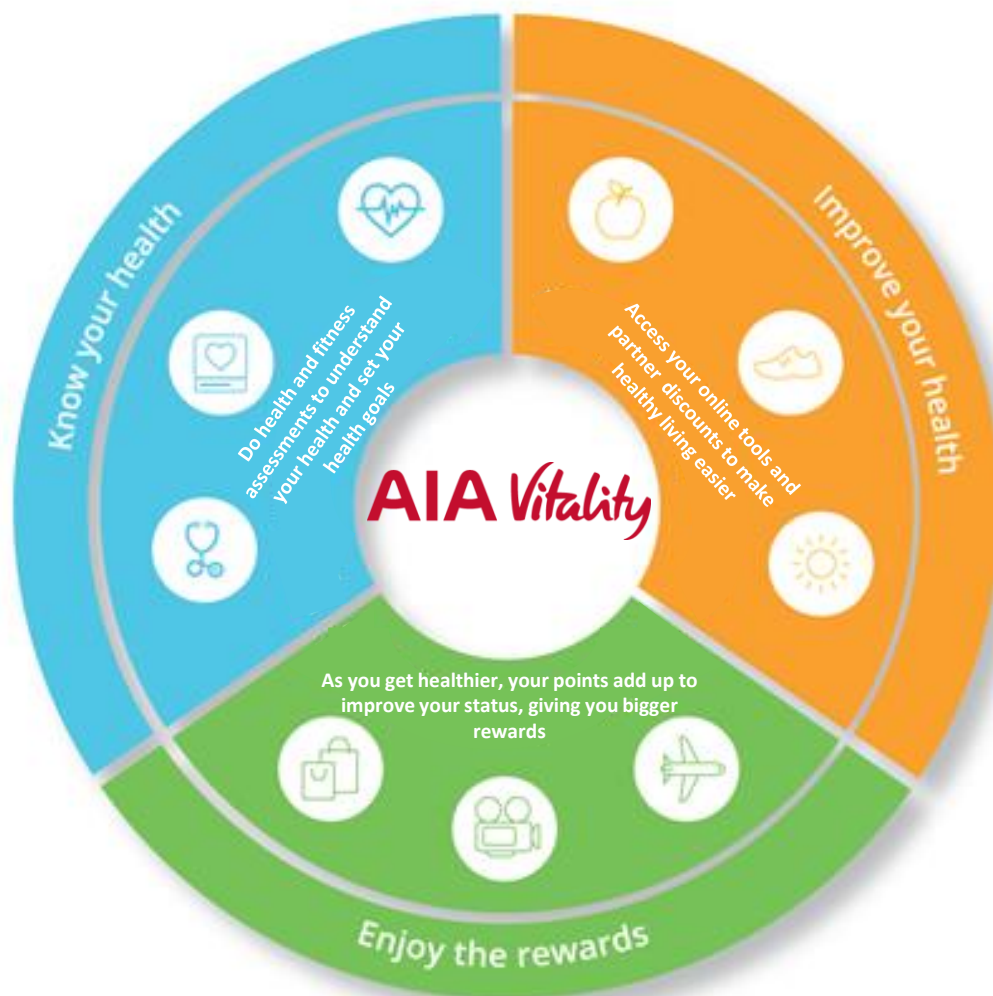 Know your health
Do health and fitness
assessments to understand
your health and set your
health goals
Improve your health
Access your online tools and
partner discounts to make
healthy living easier
AIA Vitality
As you get healthier, your points add up to
improve your status, giving you bigger
rewards
Enjoy the rewards